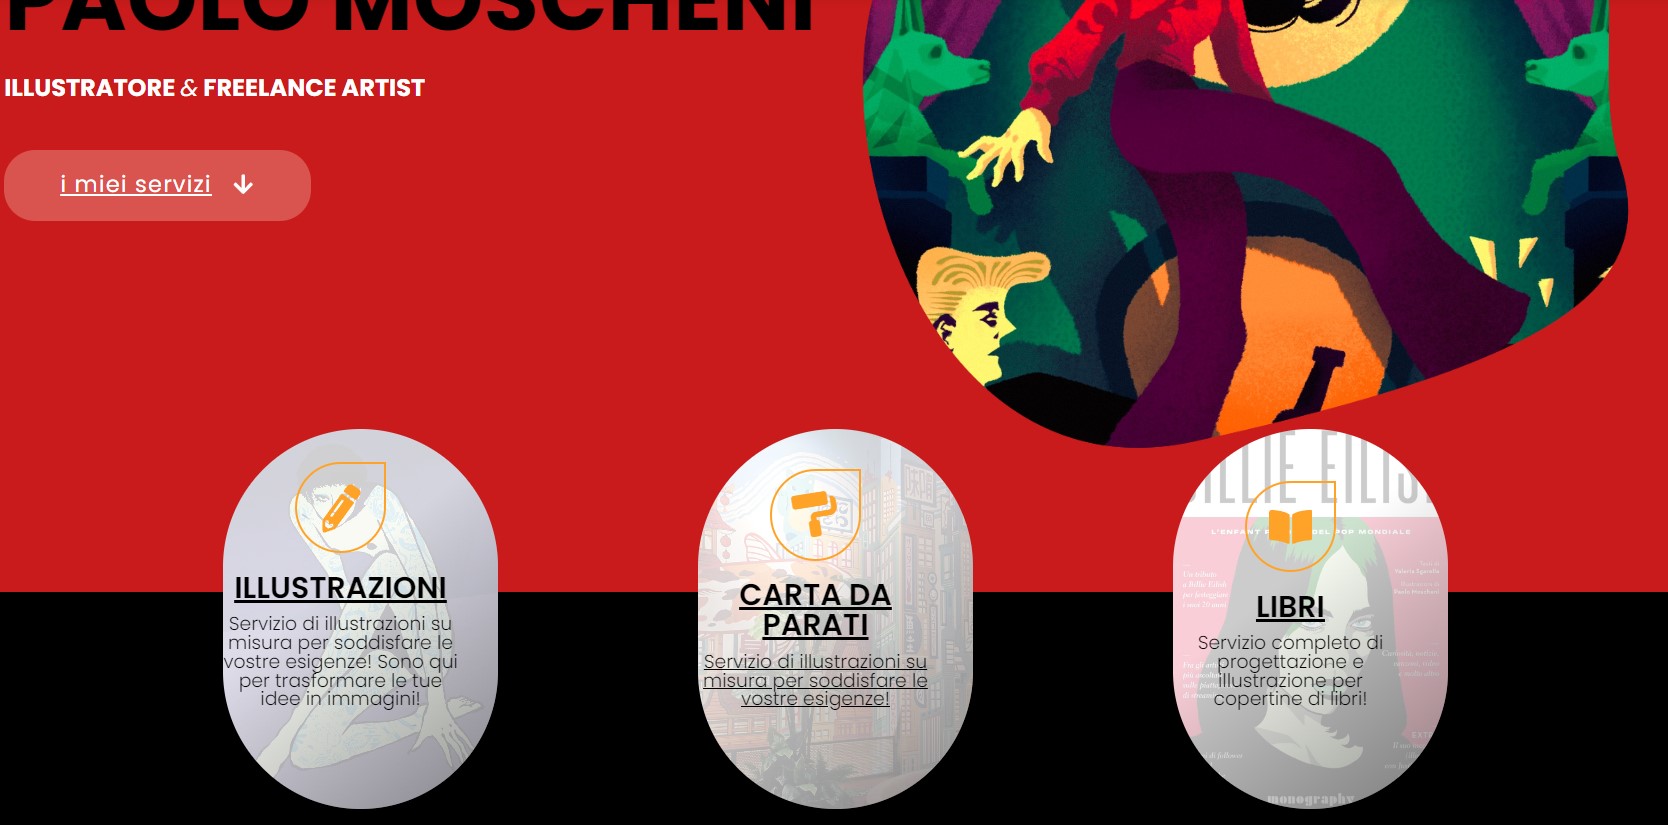 PAOLO MOSCHENI
ILLUSTRATORE & FREELANCE ARTIST
i miei servizi
ILLUSTRAZIONI
Servizio di illustrazioni su
misura per soddisfare le
vostre esigenze! Sono qui
per trasformare le tue
idee in immagini!
CARTA DA
PARATI
Servizio di illustrazioni su
misura per soddisfare le
vostre esigenze!
BILLIE EILISH
L'ENFANT DEL POP MONDIALE
LIBRI
Servizio completo di
progettazione e
illustrazione per
copertine di libri!
monography